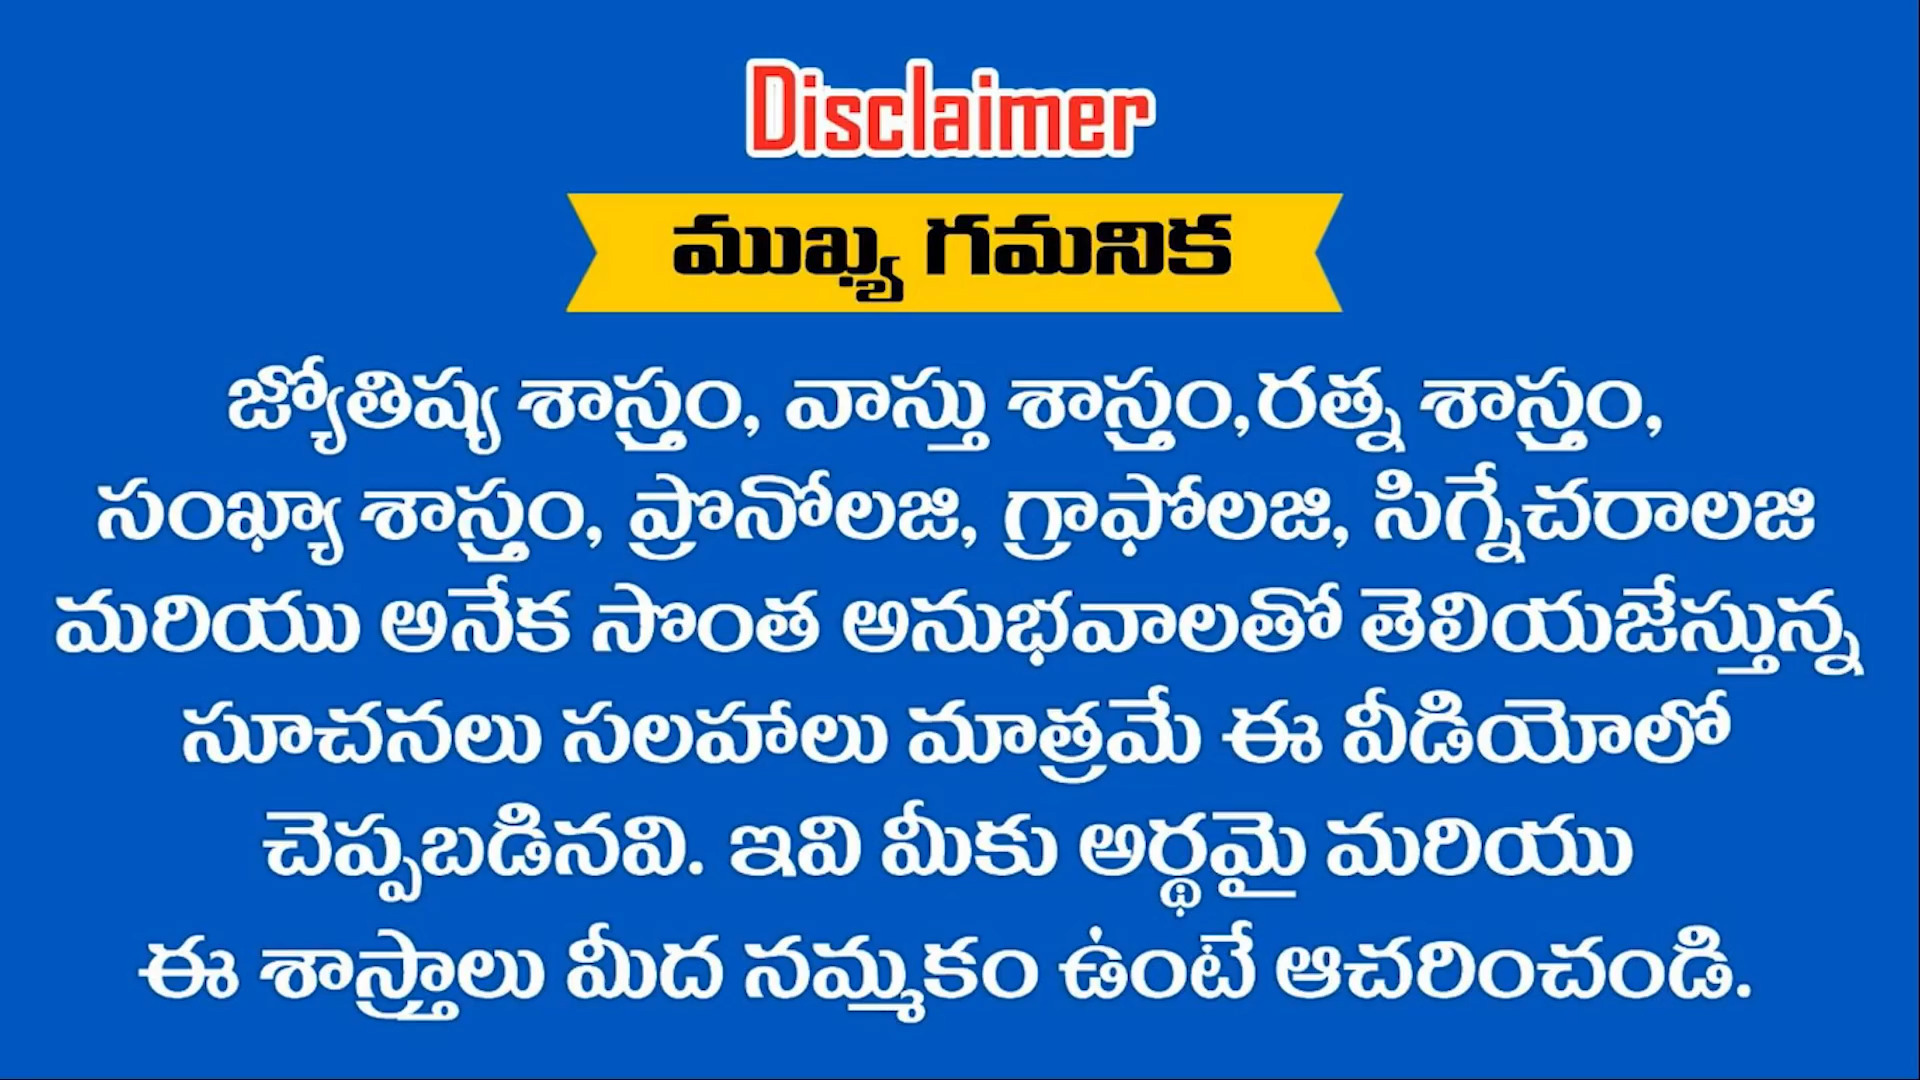 Disclaimer
ముఖ్య గమనిక
జ్యోతిష్య శాస్త్రం, వాస్తు శాస్త్రం,రత్న శాస్త్రం,
సంఖ్యా శాస్త్రం, ప్రొనోలజి, గ్రాఫోలజి, సిగ్నేచరాలజి
మరియు అనేక సొంత అనుభవాలతో తెలియజేస్తున్న
సూచనలు సలహాలు మాత్రమే ఈ వీడియోలో
చెప్పబడినవి. ఇవి మీకు అర్థమై మరియు
ఈ శాస్త్రాలు మీద నమ్మకం ఉంటే ఆచరించండి.